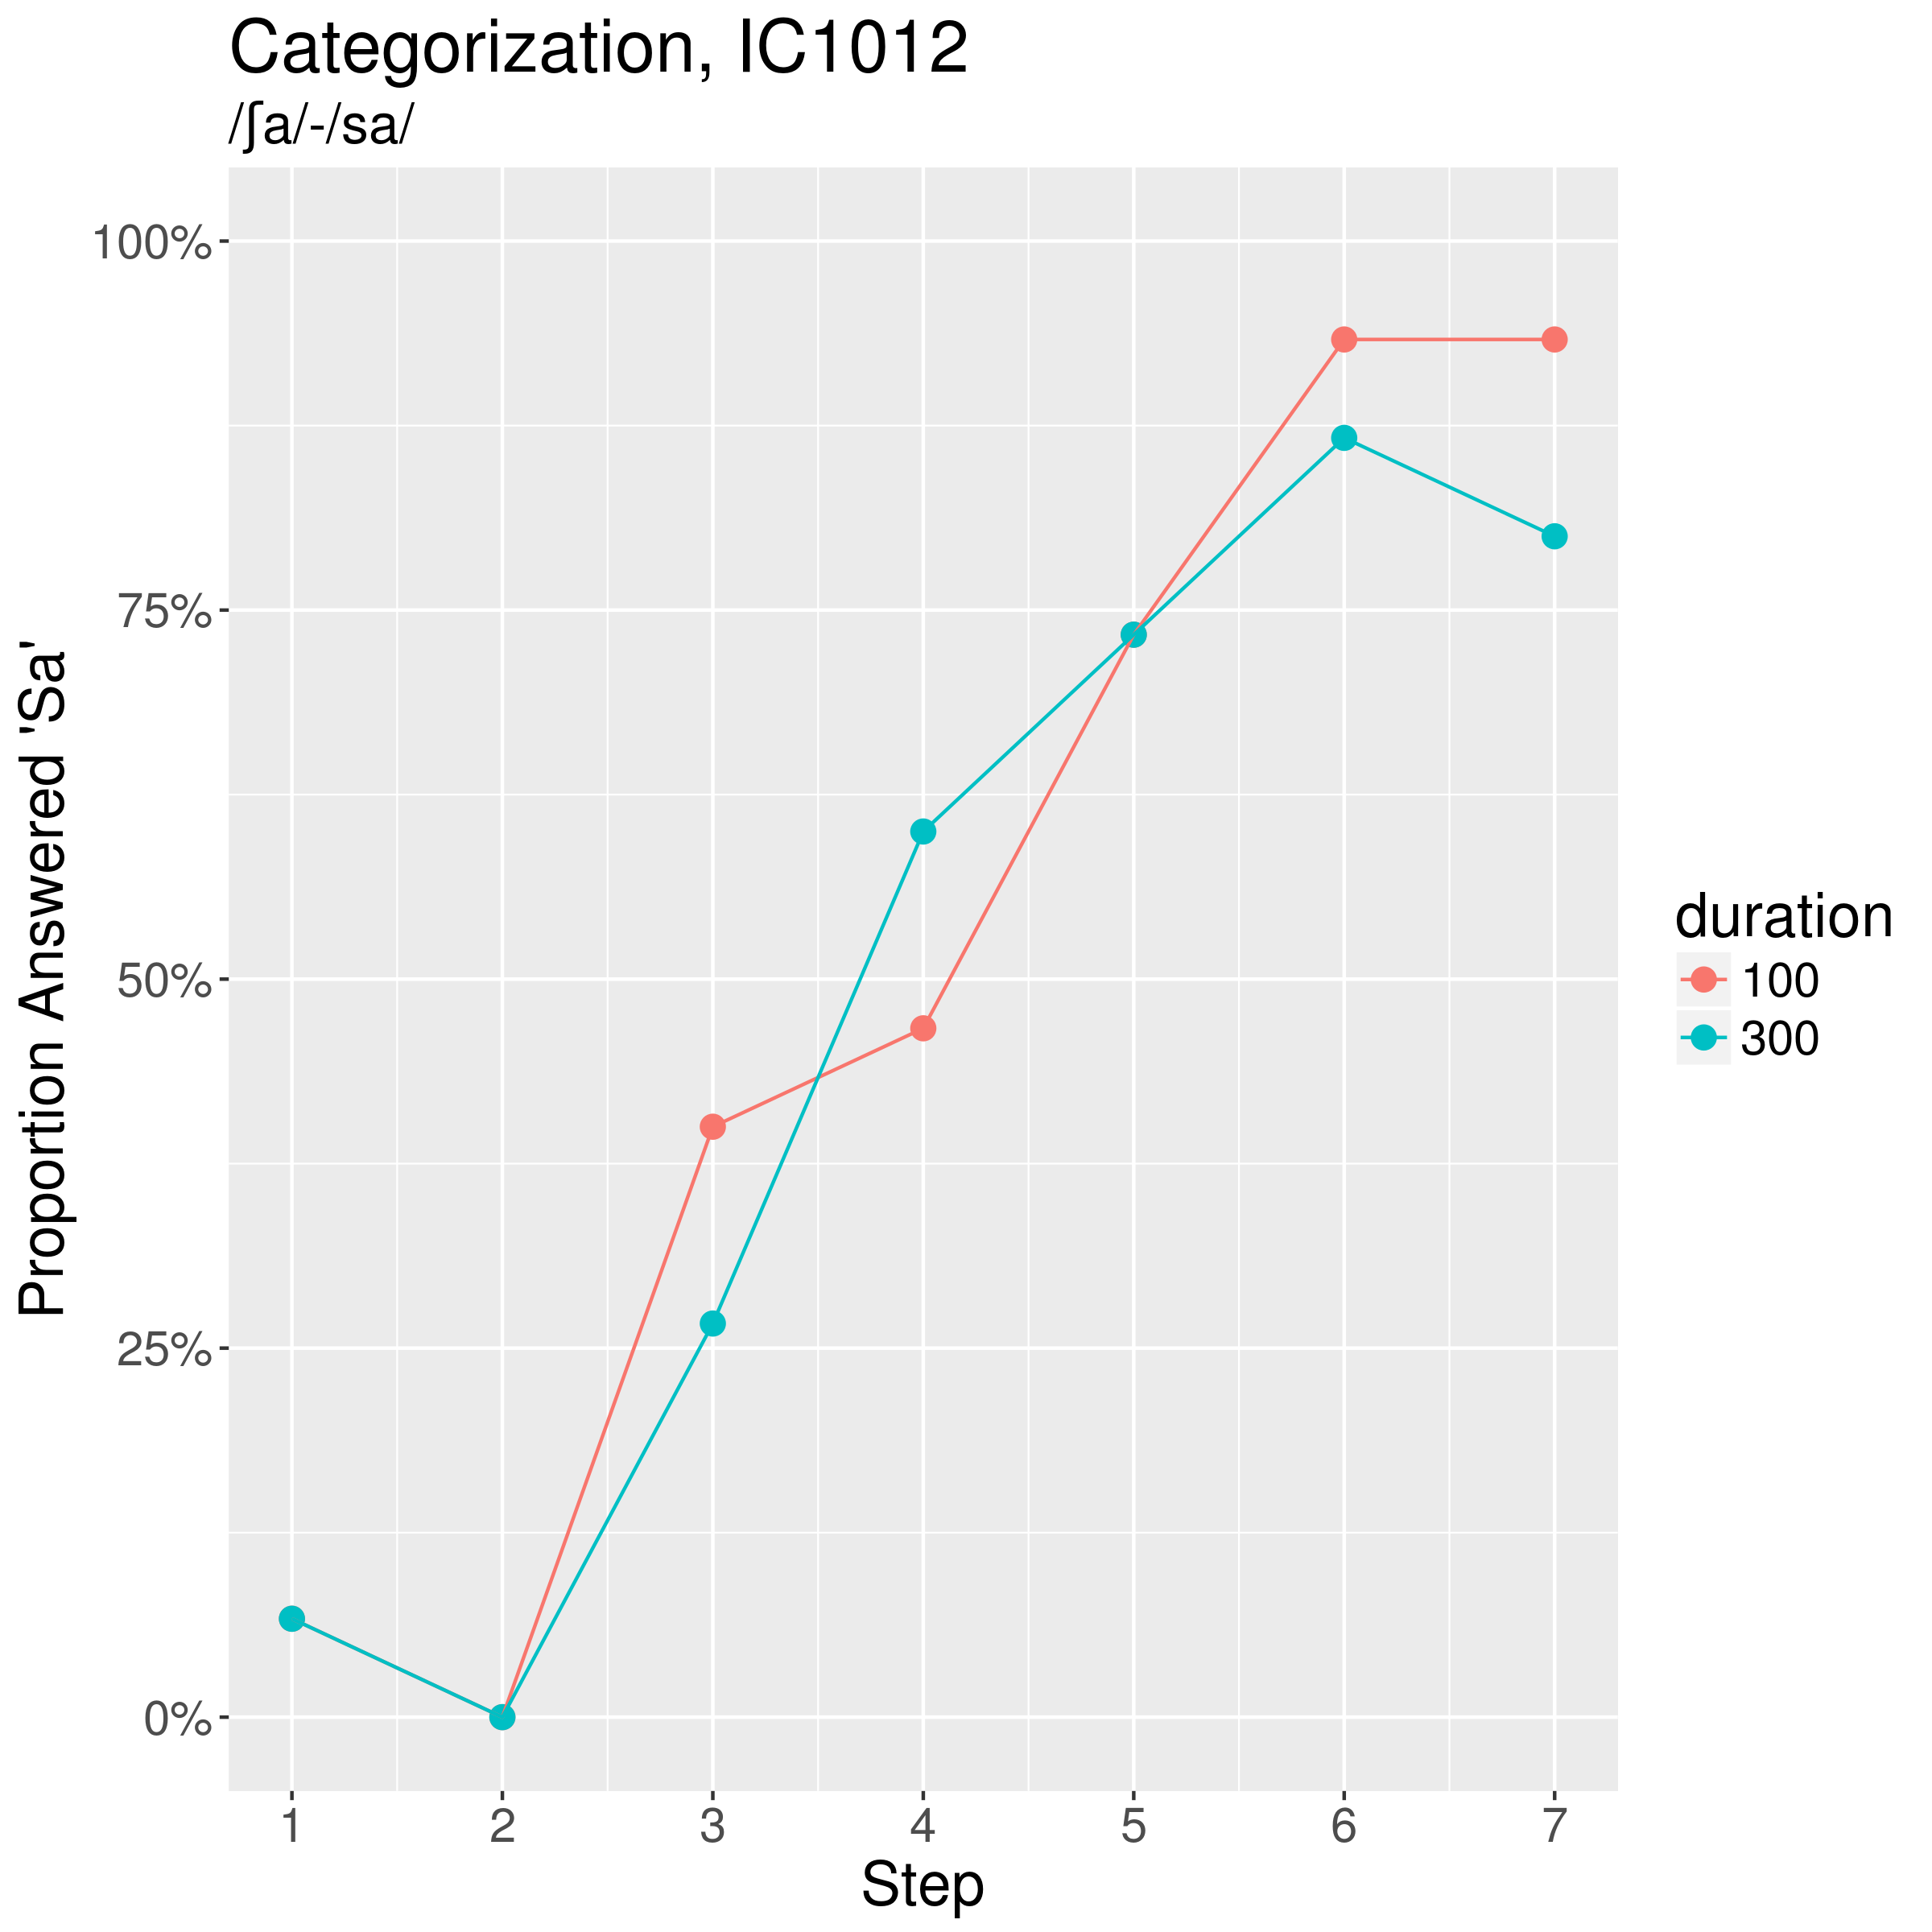 Categorization, IC1012
/ʃa/-/sa/
100%
75%
50%
25%
0%
Proportion Answered 'Sa'
1 2 3 4 5 6 7
Step
duration
100
300